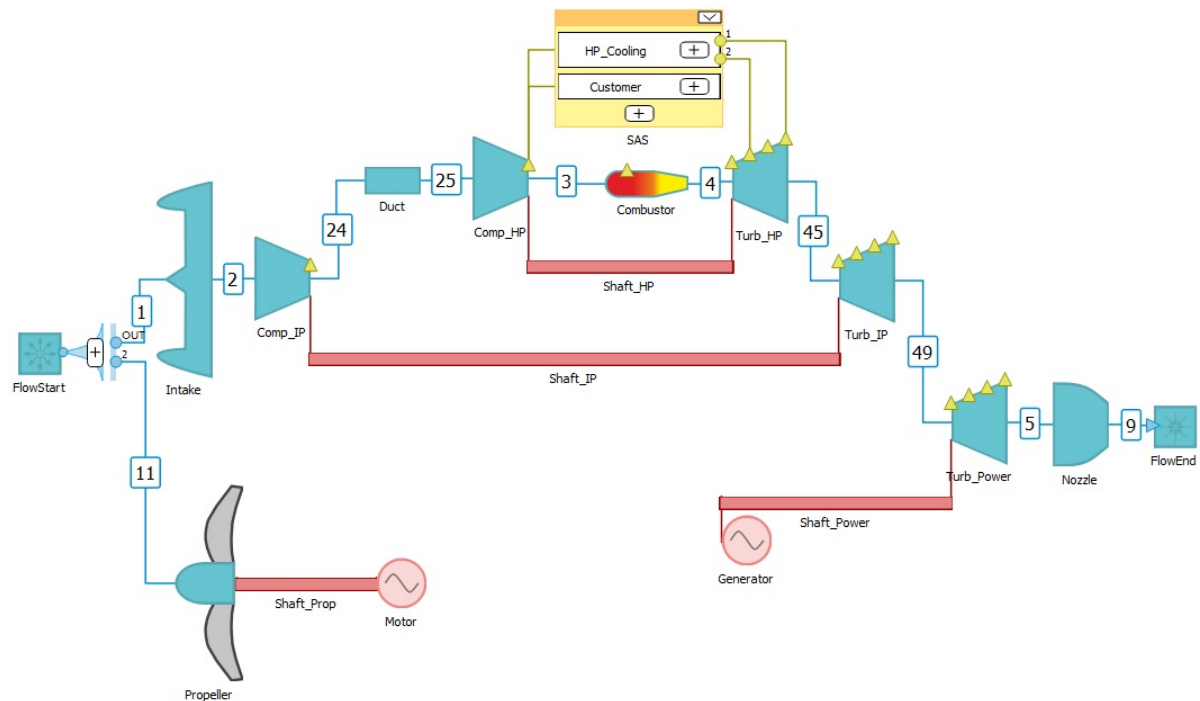 1
HP_Cooling
+
2
Customer
+
+
SAS
25
3
4
Duct
Combustor
Comp_HP
Turb_HP
24
45
Shaft_HP
2
1
Comp_IP
Turb_IP
OUT
+
2
49
Shaft_IP
FlowStart
Intake
5
9
FlowEnd
11
Turb_Power
Nozzle
Shaft_Power
Generator
Shaft_Prop
Motor
Propeller